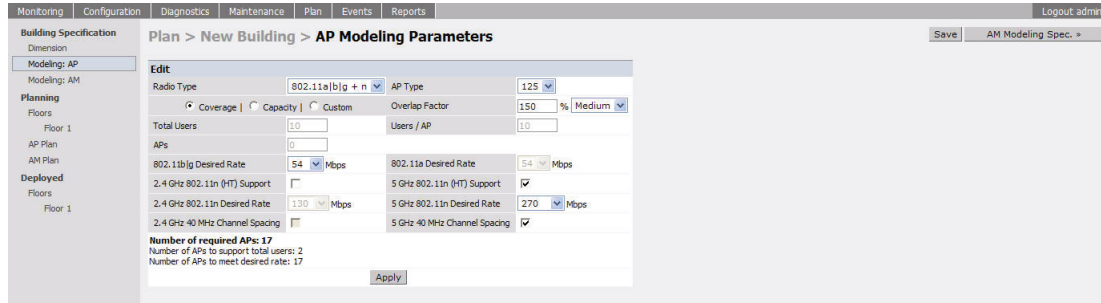 Monitoring Configuration Diagnostics Maintenance Plan Events Reports Logout admin
Building Specification
Dimension
Modeling: AP
Modeling: AM
Planning
Floors
Floor 1
AP Plan
AM Plan
Deployed
Floors
Floor 1
Plan > New Building > AP Modeling Parameters
Save AM Modeling Spec. »
Edit
Radio Type 802.11a|b|g + n AP Type 125
Coverage | Capacity | Custom Overlap Factor 150 % Medium
Total Users 10 Users / AP 10
APs 0
802.11b|g Desired Rate 54 Mbps 802.11a Desired Rate 54 Mbps
2.4 GHz 802.11n (HT) Support 5 GHz 802.11n (HT) Support
2.4 GHz 802.11n Desired Rate 130 Mbps 5 GHz 802.11n Desired Rate 270 Mbps
2.4 GHz 40 MHz Channel Spacing 5 GHz 40 MHz Channel Spacing
Number of required APs: 17
Number of APs to support total users: 2
Number of APs to meet desired rate: 17
Apply